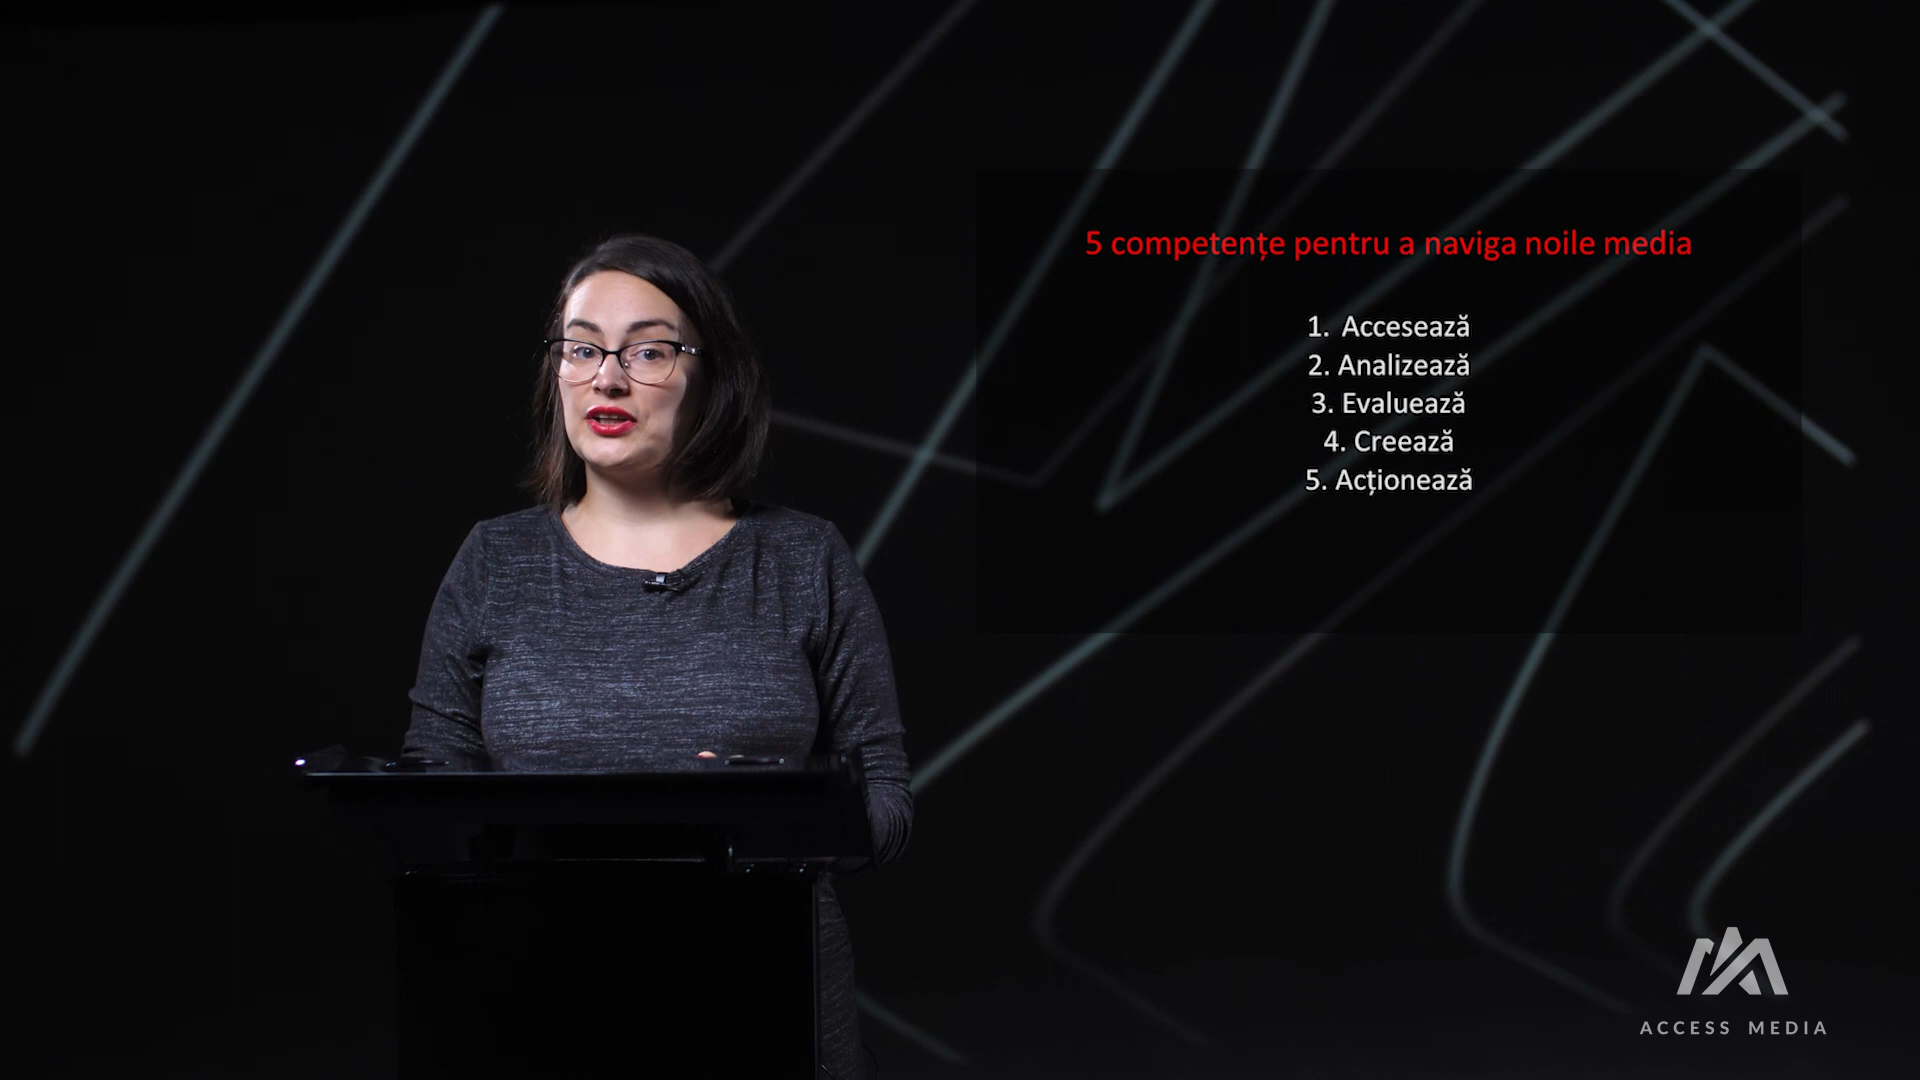 5 competențe pentru a naviga noile media
1. Accesează
2. Analizează
3. Evaluează
4. Creează
5. Acționează
ACCESS MEDIA